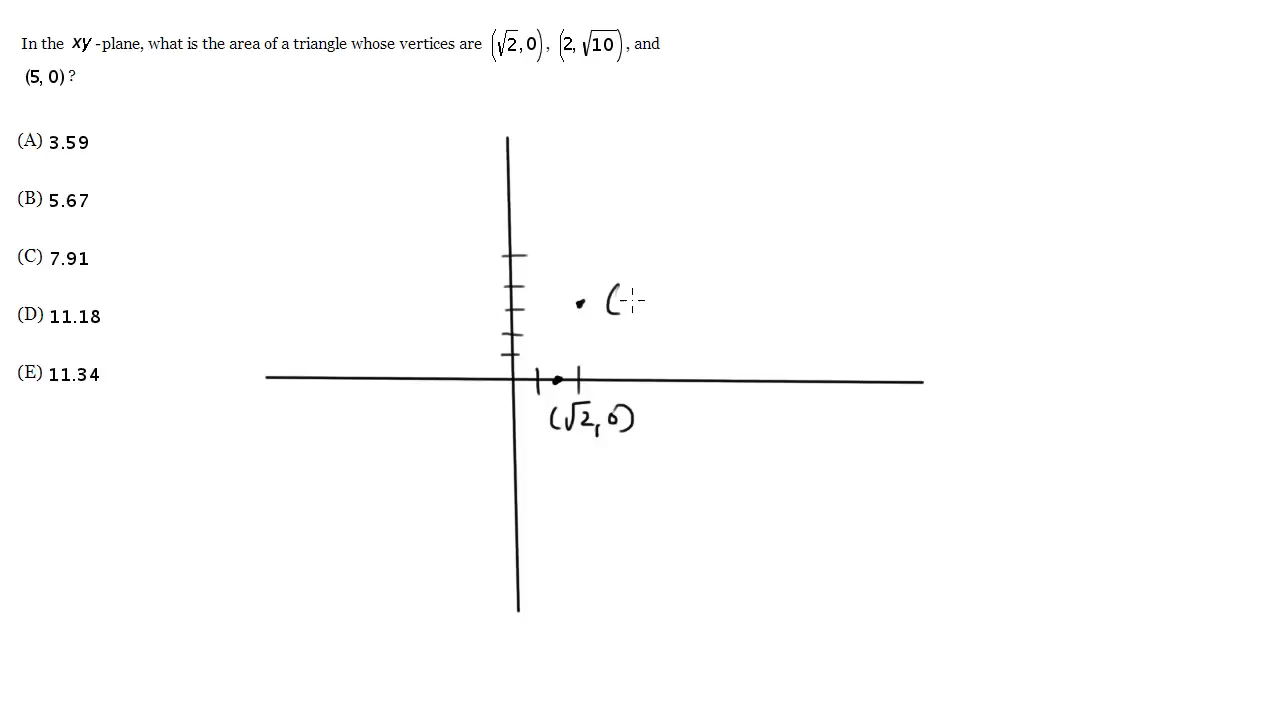 In the xy -plane, what is the area of a triangle whose vertices are (√2, 0), (2, √10), and
(5, 0) ?
(A) 3.59
(B) 5.67
(C) 7.91
(D) 11.18
(E) 11.34
(
(√2, 0)